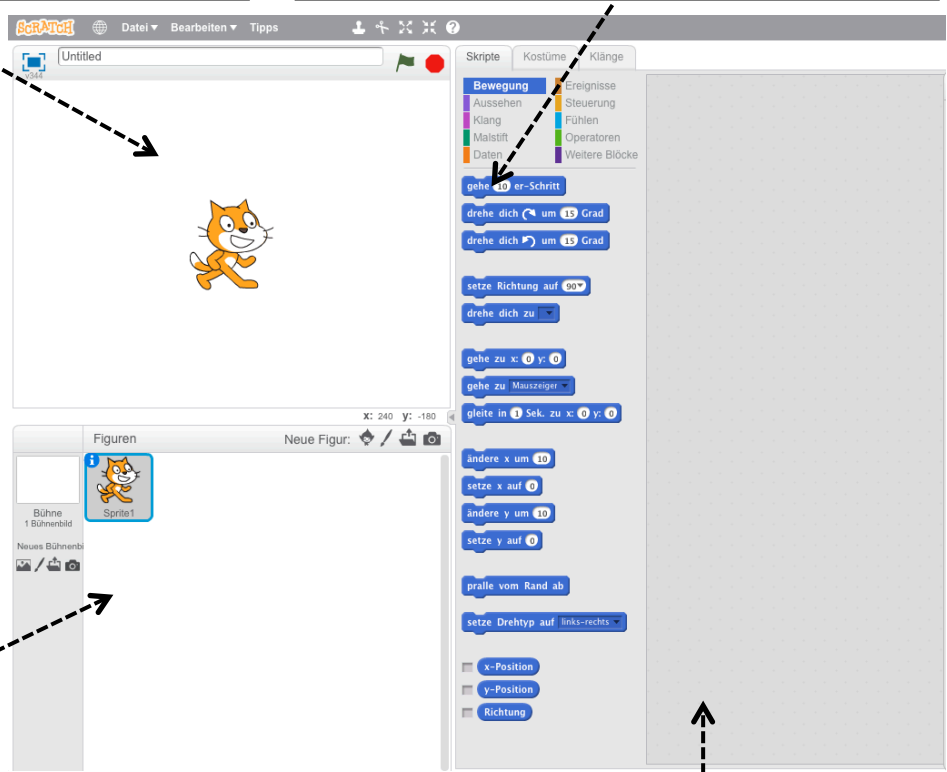 SCRATCH Datei Bearbeiten Tipps
v344
Untitled
x: 240 y: -180
Figuren Neue Figur:
Bühne
1 Bühnenbild
Neues Bühnenbi
Sprite1
Skripte Kostüme Klänge
Bewegung Ereignisse
Aussehen Steuerung
Klang Fühlen
Malstift Operatoren
Daten Weitere Blöcke
gehe 10 er-Schritt
drehe dich um 15 Grad
drehe dich um 15 Grad
setze Richtung auf 90
drehe dich zu
gehe zu x: 0 y: 0
gehe zu Mauszeiger
gleite in 1 Sek. zu x: 0 y: 0
ändere x um 10
setze x auf 0
ändere y um 10
setze y auf 0
pralle vom Rand ab
setze Drehtyp auf links-rechts
x-Position
y-Position
Richtung